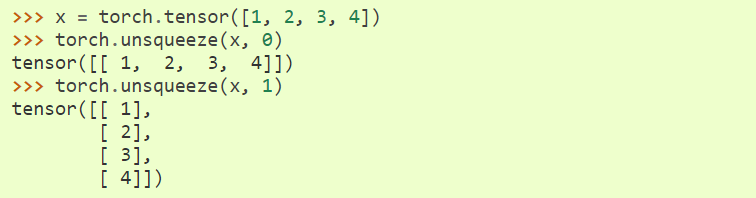 >>> x = torch.tensor([1, 2, 3, 4])
>>> torch.unsqueeze(x, 0)
tensor([[ 1,  2,  3,  4]])
>>> torch.unsqueeze(x, 1)
tensor([[ 1],
        [ 2],
        [ 3],
        [ 4]])